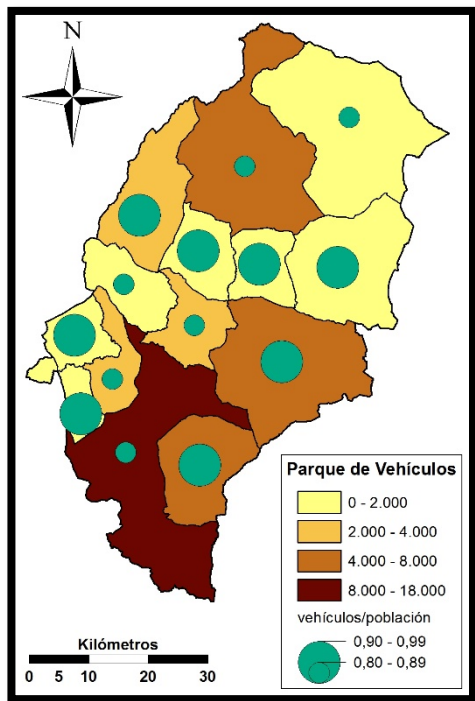 N
Parque de Vehículos
0 - 2.000
2.000 - 4.000
4.000 - 8.000
8.000 - 18.000
vehículos/población
0,90 - 0,99
0,80 - 0,89
Kilómetros
0 5 10 20 30